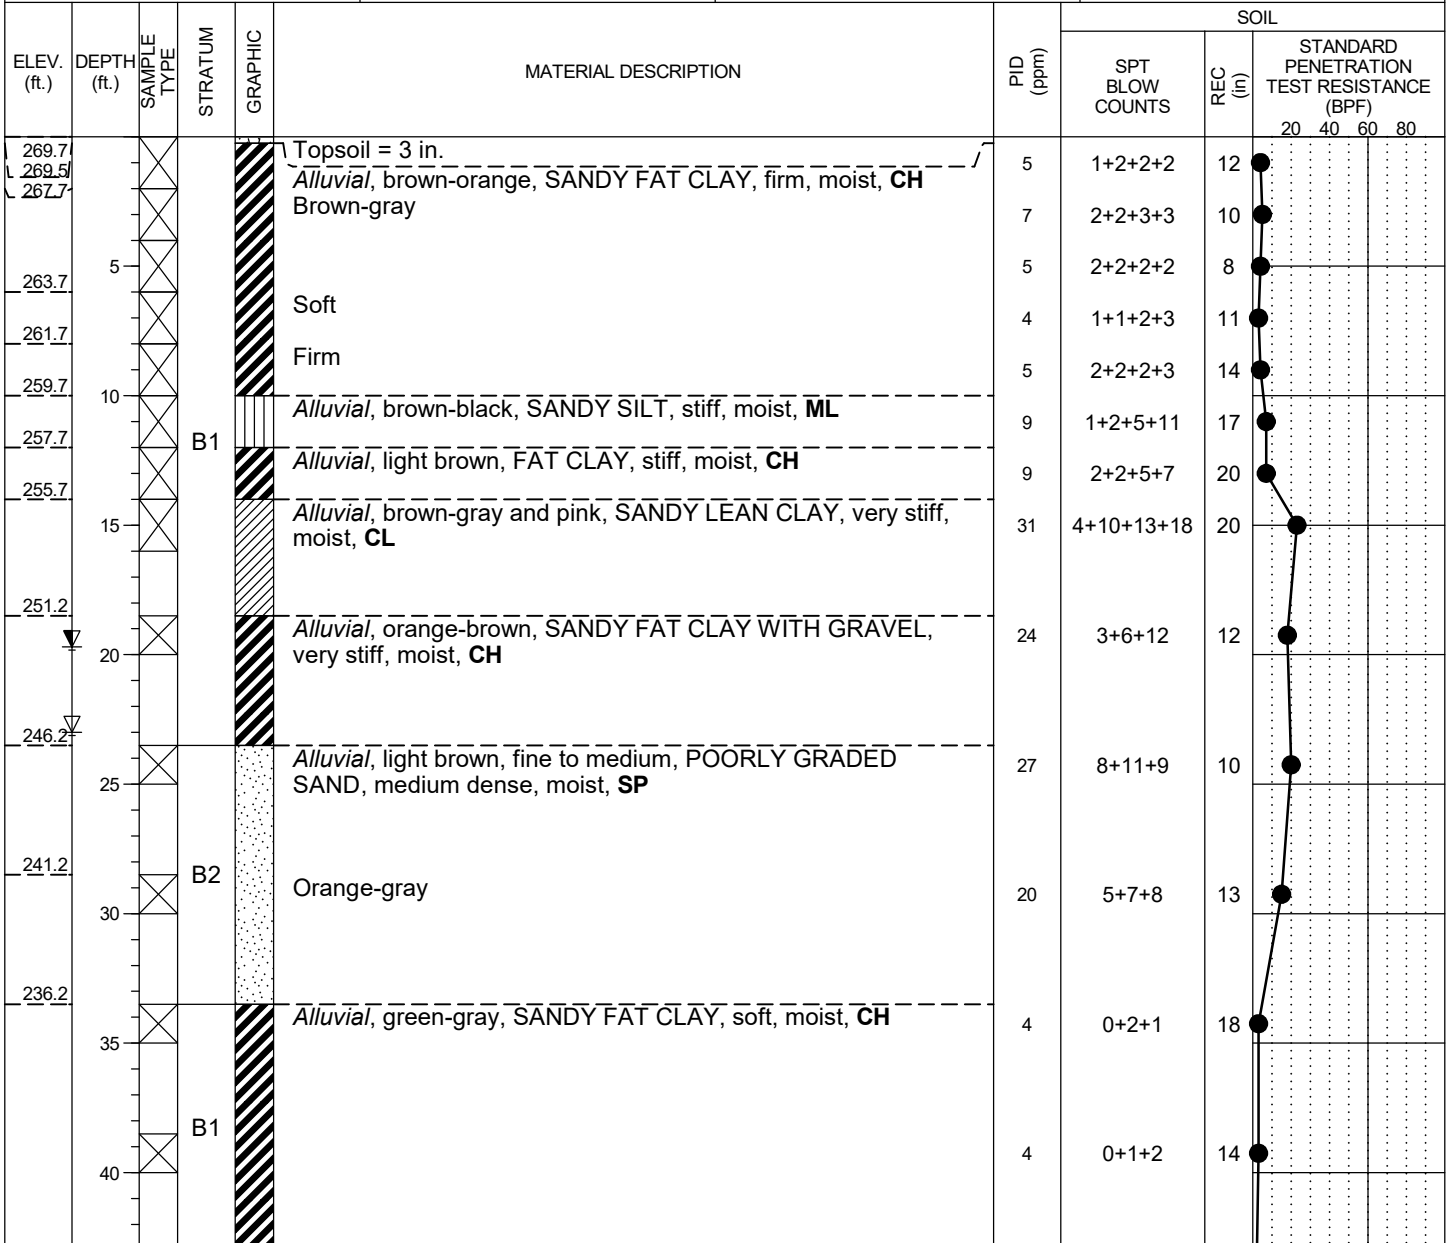 SOIL
ELEV. (ft.)
DEPTH (ft.)
SAMPLE TYPE
STRATUM
GRAPHIC
MATERIAL DESCRIPTION
PID (ppm)
SPT BLOW COUNTS
REC (in)
STANDARD PENETRATION TEST RESISTANCE (BPF)
20 40 60 80
269.7
Topsoil = 3 in.
5 1+2+2+2 12
269.5
Alluvial, brown-orange, SANDY FAT CLAY, firm, moist, CH
267.7
Brown-gray
7 2+2+3+3 10
5
5 2+2+2+2 8
263.7
Soft
4 1+1+2+3 11
261.7
Firm
5 2+2+2+3 14
259.7
10
Alluvial, brown-black, SANDY SILT, stiff, moist, ML
9 1+2+5+11 17
257.7
B1
Alluvial, light brown, FAT CLAY, stiff, moist, CH
9 2+2+5+7 20
255.7
Alluvial, brown-gray and pink, SANDY LEAN CLAY, very stiff,
15
moist, CL
31 4+10+13+18 20
251.2
Alluvial, orange-brown, SANDY FAT CLAY WITH GRAVEL,
24 3+6+12 12
20
very stiff, moist, CH
246.2
Alluvial, light brown, fine to medium, POORLY GRADED
27 8+11+9 10
25
SAND, medium dense, moist, SP
241.2
B2
Orange-gray
20 5+7+8 13
30
236.2
Alluvial, green-gray, SANDY FAT CLAY, soft, moist, CH
4 0+2+1 18
35
B1
4 0+1+2 14
40